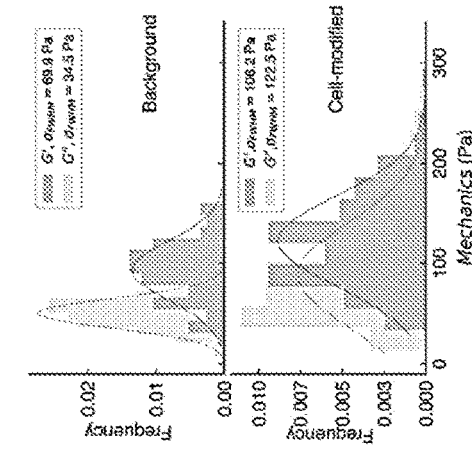 G', σFWHM = 69.9 Pa
G'', σFWHM = 34.5 Pa
Background
0.02
0.01
0.00
Frequency
G', σFWHM = 106.2 Pa
G'', σFWHM = 122.5 Pa
Cell-modified
0.010
0.007
0.005
0.003
0.000
Frequency
0
100
200
300
Mechanics (Pa)